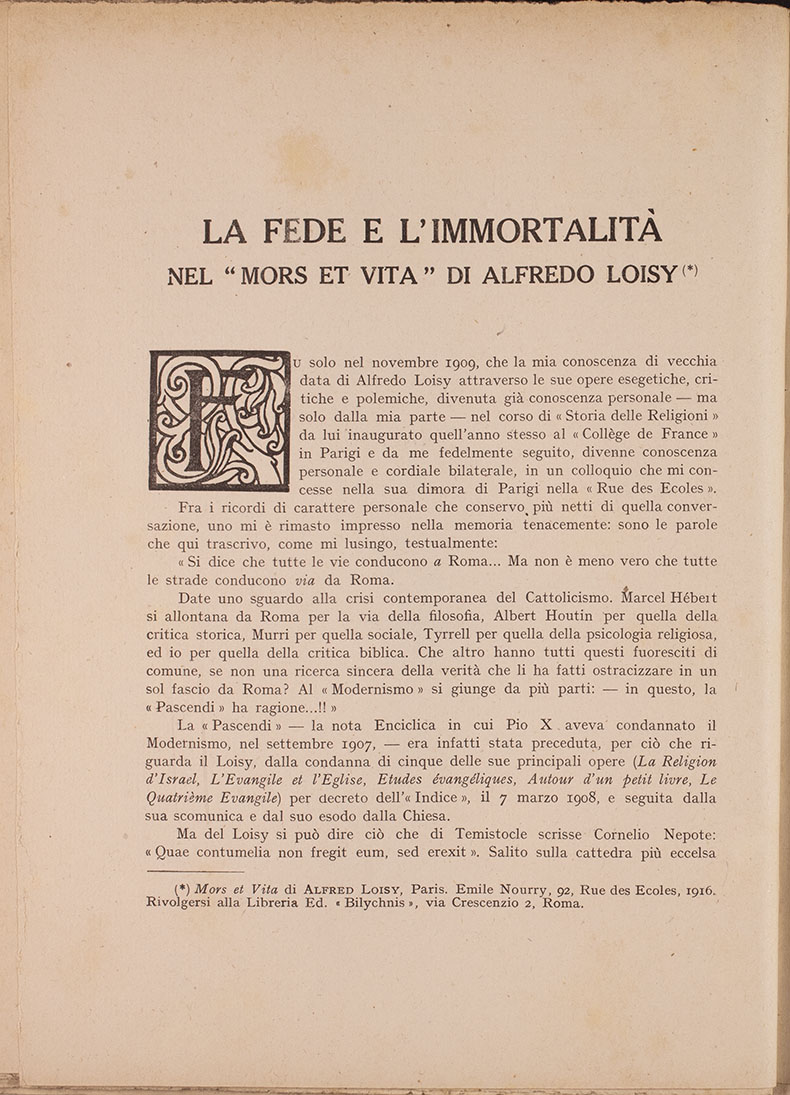 LA FEDE E L'IMMORTALITÀ
NEL “MORS ET VITA” DI ALFREDO LOISY (*)
FU solo nel novembre 1909, che la mia conoscenza di vecchia
data di Alfredo Loisy attraverso le sue opere esegetiche, cri-
tiche e polemiche, divenuta già conoscenza personale — ma
solo dalla mia parte — nel corso di « Storia delle Religioni »
da lui inaugurato quell'anno stesso al « Collège de France »
in Parigi e da me fedelmente seguito, divenne conoscenza
personale e cordiale bilaterale, in un colloquio che mi con-
cesse nella sua dimora di Parigi nella « Rue des Ecoles ».
Fra i ricordi di carattere personale che conservo più netti di quella conver-
sazione, uno mi è rimasto impresso nella memoria tenacemente: sono le parole
che qui trascrivo, come mi lusingo, testualmente:
« Si dice che tutte le vie conducono a Roma... Ma non è meno vero che tutte
le strade conducono via da Roma.
Date uno sguardo alla crisi contemporanea del Cattolicismo. Marcel Hébert
si allontana da Roma per la via della filosofia, Albert Houtin per quella della
critica storica, Murri per quella sociale, Tyrrell per quella della psicologia religiosa,
ed io per quella della critica biblica. Che altro hanno tutti questi fuoresciti di
comune, se non una ricerca sincera della verità che li ha fatti ostracizzare in un
sol fascio da Roma? Al « Modernismo » si giunge da più parti: — in questo, la
« Pascendi » ha ragione...!! »
La « Pascendi » — la nota Enciclica in cui Pio X aveva condannato il
Modernismo, nel settembre 1907, — era infatti stata preceduta, per ciò che ri-
guarda il Loisy, dalla condanna di cinque delle sue principali opere (La Religion
d'Israel, L'Evangile et l'Eglise, Etudes évangéliques, Autour d'un petit livre, Le
Quatrième Evangile) per decreto dell'« Indice », il 7 marzo 1908, e seguita dalla
sua scomunica e dal suo esodo dalla Chiesa.
Ma del Loisy si può dire ciò che di Temistocle scrisse Cornelio Nepote:
« Quae contumelia non fregit eum, sed erexit ». Salito sulla cattedra più eccelsa
(*) Mors et Vita di ALFRED LOISY, Paris. Emile Nourry, 92, Rue des Ecoles, 1916.
Rivolgersi alla Libreria Ed. « Bilychnis », via Crescenzio 2, Roma.